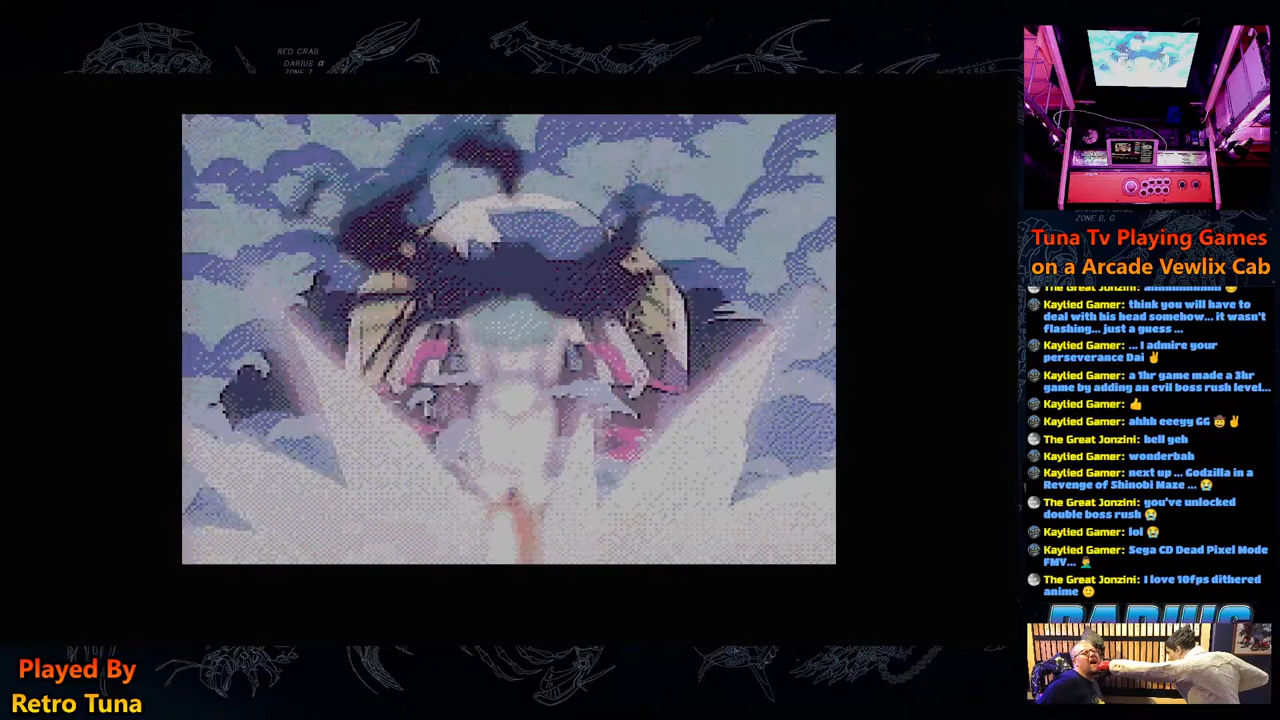 RED CRAB
DARIUS α
ZONE Z
Tuna Tv Playing Games
on a Arcade Vewlix Cab
Kaylied Gamer: think you will have to
deal with his head somehow... it wasn't
flashing... just a guess ...
Kaylied Gamer: ... I admire your
perseverance Dai ✌
Kaylied Gamer: a 1hr game made a 3hr
game by adding an evil boss rush level...
Kaylied Gamer: 👍
Kaylied Gamer: ahhh eeeyy GG 🤠✌
The Great Jonzini: hell yeh
Kaylied Gamer: wonderbah
Kaylied Gamer: next up ... Godzilla in a
Revenge of Shinobi Maze ... 😭
The Great Jonzini: you've unlocked
double boss rush 😭
Kaylied Gamer: lol 😭
Kaylied Gamer: Sega CD Dead Pixel Mode
FMV... 🤦‍♂️
The Great Jonzini: I love 10fps dithered
anime 🙂
DARIUS
Played By
Retro Tuna